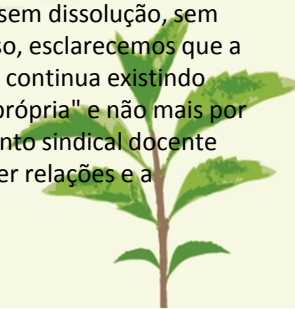 sem dissolução, sem
so, esclarecemos que a
continua existindo
própria" e não mais por
nto sindical docente
er relações e a